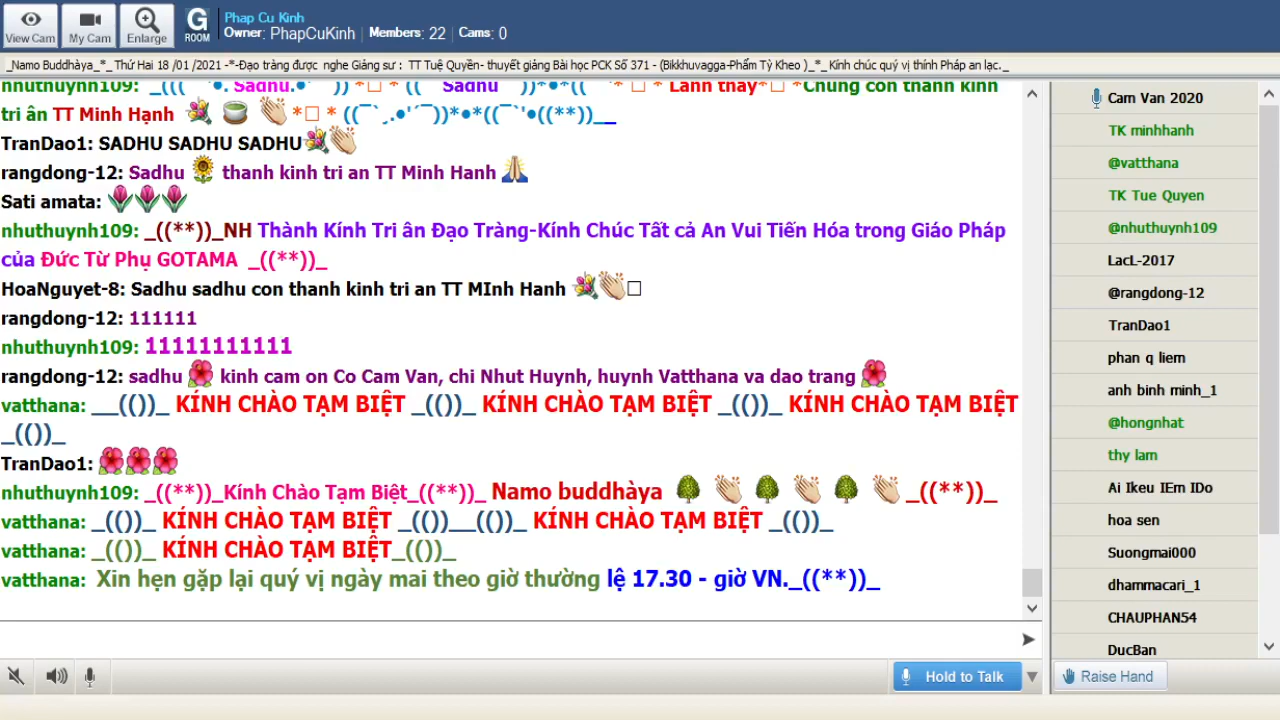 View Cam
My Cam
Enlarge
G ROOM
Phap Cu Kinh
Owner: PhapCuKinh | Members: 22 | Cams: 0
_Namo Buddhàya_*_ Thứ Hai 18 /01 /2021 -*-Đạo tràng được nghe Giảng sư : TT Tuệ Quyền- thuyết giảng Bài học PCK Số 371 - (Bikkhuvagga-Phẩm Tỳ Kheo )_*_ Kính chúc quý vị thính Pháp an lạc._
nhuthuynh109: Sadhu Sadhu Lành thay Chúng con thành kính
tri ân TT Minh Hạnh
TranDao1: SADHU SADHU SADHU
rangdong-12: Sadhu thanh kinh tri an TT Minh Hanh
Sati amata:
nhuthuynh109: _((**))_NH Thành Kính Tri ân Đạo Tràng-Kính Chúc Tất cả An Vui Tiến Hóa trong Giáo Pháp
của Đức Từ Phụ GOTAMA _((**))_
HoaNguyet-8: Sadhu sadhu con thanh kinh tri an TT MInh Hanh
rangdong-12: 111111
nhuthuynh109: 11111111111
rangdong-12: sadhu kinh cam on Co Cam Van, chi Nhut Huynh, huynh Vatthana va dao trang
vatthana: __(())_ KÍNH CHÀO TẠM BIỆT _(())_ KÍNH CHÀO TẠM BIỆT _(())_ KÍNH CHÀO TẠM BIỆT
_(())_
TranDao1:
nhuthuynh109: _((**))_Kính Chào Tạm Biệt_((**))_ Namo buddhàya _((**))_
vatthana: _(())_ KÍNH CHÀO TẠM BIỆT _(())__(())_ KÍNH CHÀO TẠM BIỆT _(())_
vatthana: _(())_ KÍNH CHÀO TẠM BIỆT_(())_
vatthana: Xin hẹn gặp lại quý vị ngày mai theo giờ thường lệ 17.30 - giờ VN._((**))_
Hold to Talk
Cam Van 2020
TK minhhanh
@vatthana
TK Tue Quyen
@nhuthuynh109
LacL-2017
@rangdong-12
TranDao1
phan q liem
anh binh minh_1
@hongnhat
thy lam
Ai Ikeu IEm IDo
hoa sen
Suongmai000
dhammacari_1
CHAUPHAN54
DucBan
Raise Hand